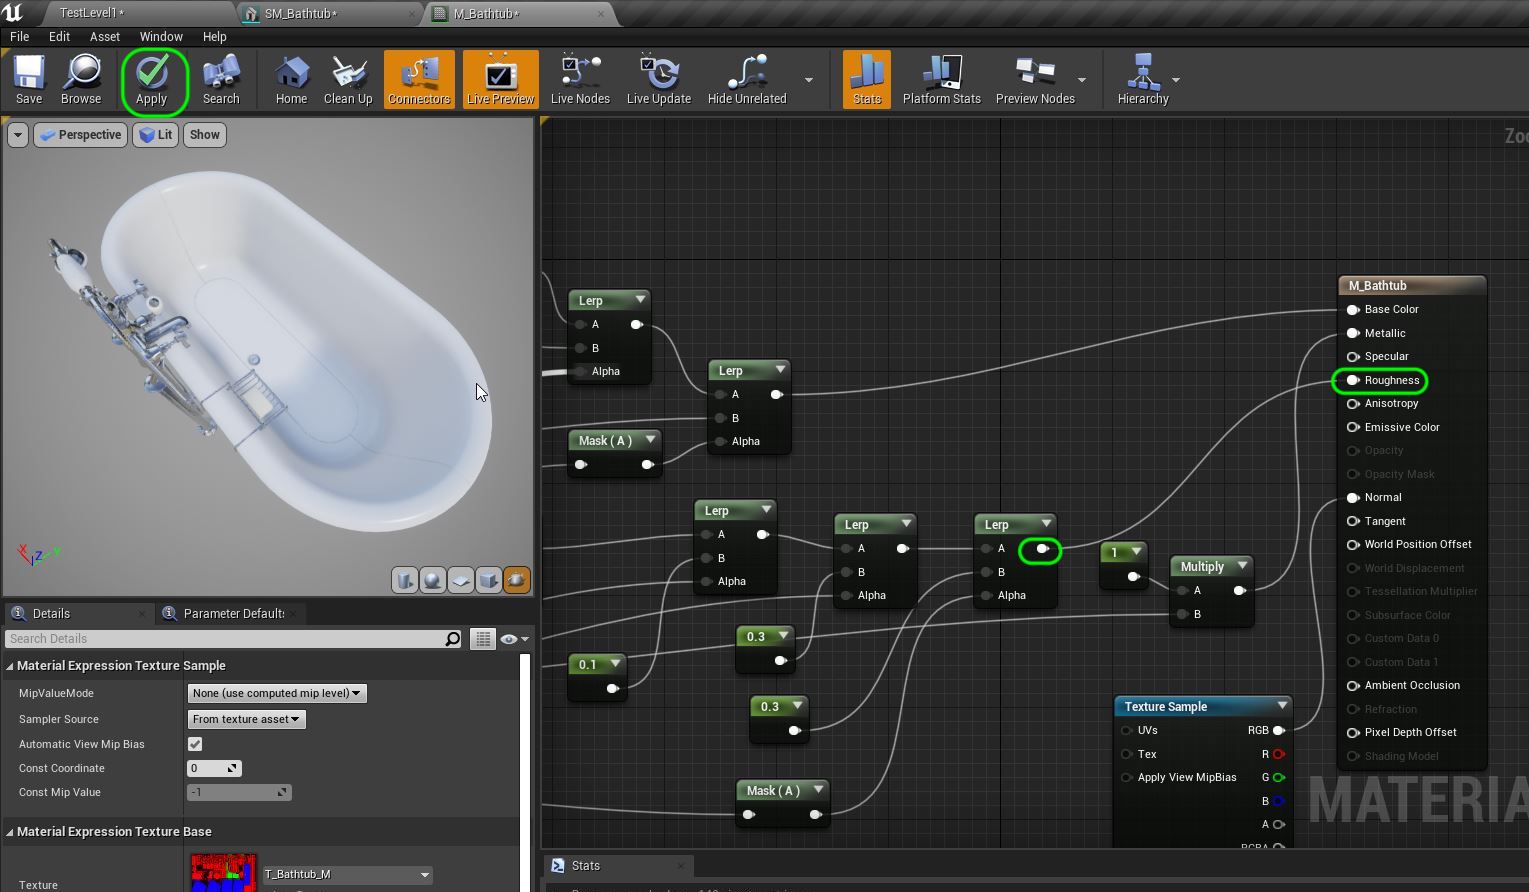 TestLevel1*
SM_Bathtub*
M_Bathtub*
File Edit Asset Window Help
Save
Browse
Apply
Search
Home
Clean Up
Connectors
Live Preview
Live Nodes
Live Update
Hide Unrelated
Stats
Platform Stats
Preview Nodes
Hierarchy
Perspective
Lit
Show
X
Z
Y
Details
Parameter Default
Search Details
Material Expression Texture Sample
MipValueMode
None (use computed mip level)
Sampler Source
From texture asset
Automatic View Mip Bias
Const Coordinate
0
Const Mip Value
-1
Material Expression Texture Base
Texture
T_Bathtub_M
Zoo
Lerp
A
B
Alpha
Lerp
A
B
Alpha
Mask ( A )
Lerp
A
B
Alpha
Lerp
A
B
Alpha
Lerp
A
B
Alpha
1
Multiply
A
B
0.3
0.1
0.3
Mask ( A )
Texture Sample
UVs
RGB
Tex
R
Apply View MipBias
G
B
A
RGBA
M_Bathtub
Base Color
Metallic
Specular
Roughness
Anisotropy
Emissive Color
Opacity
Opacity Mask
Normal
Tangent
World Position Offset
World Displacement
Tessellation Multiplier
Subsurface Color
Custom Data 0
Custom Data 1
Ambient Occlusion
Refraction
Pixel Depth Offset
Shading Model
MATERIA
Stats